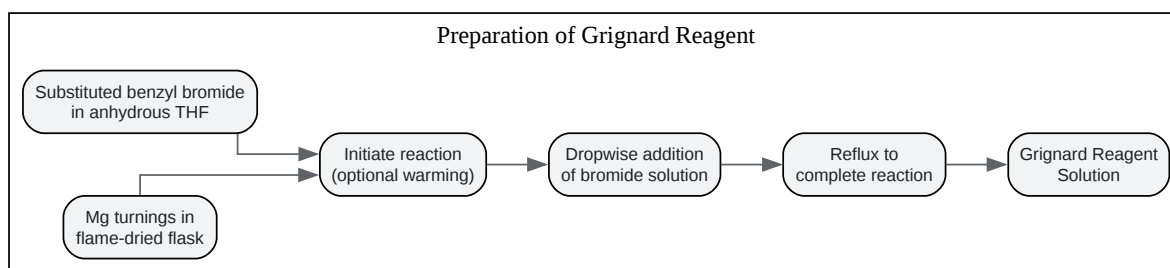 Preparation of Grignard Reagent
Substituted benzyl bromide
in anhydrous THF
Mg turnings in
flame-dried flask
Initiate reaction
(optional warming)
Dropwise addition
of bromide solution
Reflux to
complete reaction
Grignard Reagent
Solution